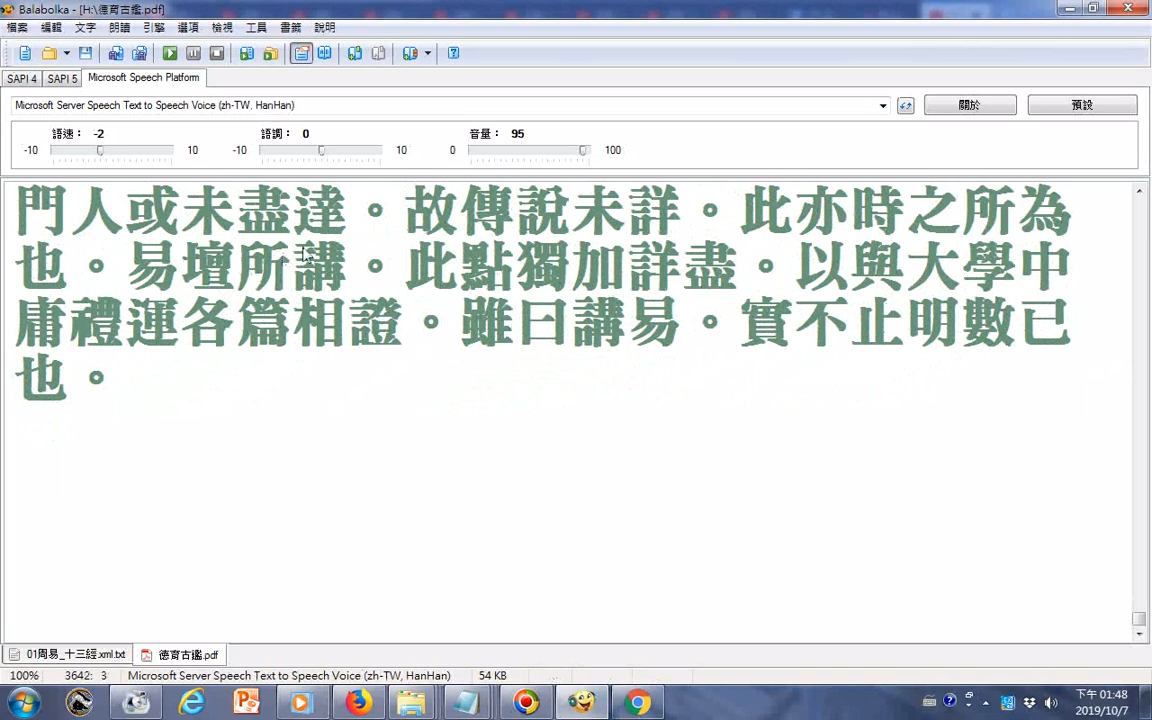 Balabolka - [H:\德育古鑑.pdf]
檔案 編輯 文字 朗讀 引擎 選項 檢視 工具 書籤 說明
SAPI 4 SAPI 5 Microsoft Speech Platform
Microsoft Server Speech Text to Speech Voice (zh-TW, HanHan) 關於 預設
語速： -2 語調： 0 音量： 95
-10 10 -10 10 0 100
門人或未盡達。故傳說未詳。此亦時之所為
也。易壇所講。此點獨加詳盡。以與大學中
庸禮運各篇相證。雖曰講易。實不止明數已
也。
01周易_十三經.xml.txt 德育古鑑.pdf
100% 3642: 3 Microsoft Server Speech Text to Speech Voice (zh-TW, HanHan) 54 KB
下午 01:48
2019/10/7